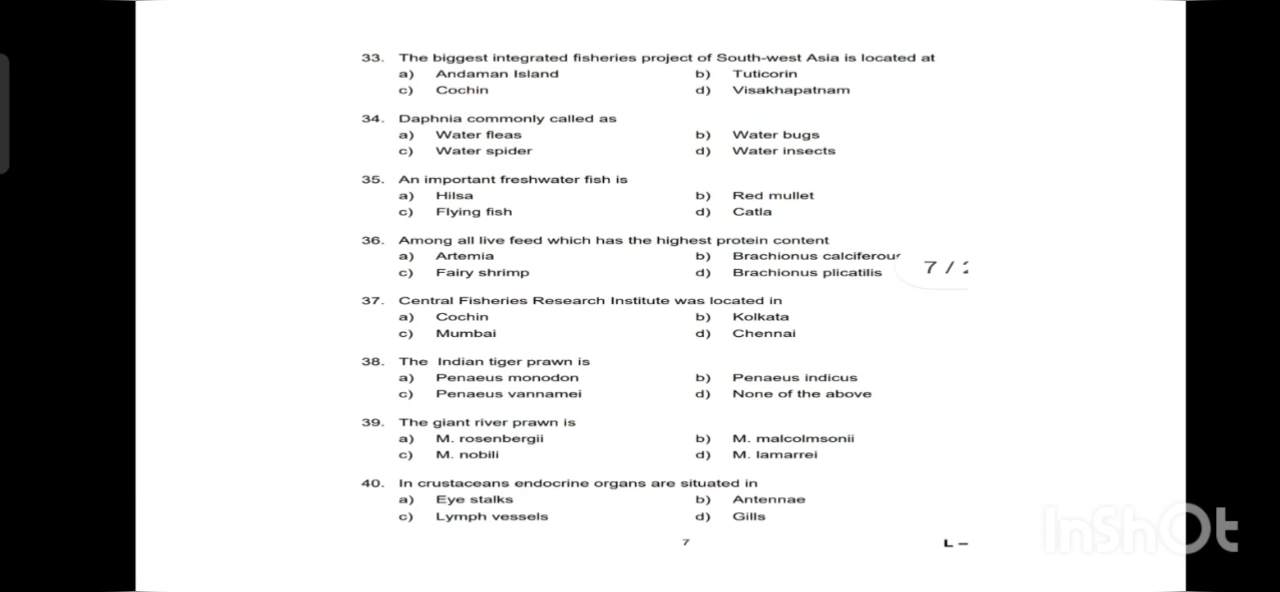 33. The biggest integrated fisheries project of South-west Asia is located at
a) Andaman Island b) Tuticorin
c) Cochin d) Visakhapatnam
34. Daphnia commonly called as
a) Water fleas b) Water bugs
c) Water spider d) Water insects
35. An important freshwater fish is
a) Hilsa b) Red mullet
c) Flying fish d) Catla
36. Among all live feed which has the highest protein content
a) Artemia b) Brachionus calciferous
c) Fairy shrimp d) Brachionus plicatilis
7 / 2
37. Central Fisheries Research Institute was located in
a) Cochin b) Kolkata
c) Mumbai d) Chennai
38. The Indian tiger prawn is
a) Penaeus monodon b) Penaeus indicus
c) Penaeus vannamei d) None of the above
39. The giant river prawn is
a) M. rosenbergii b) M. malcolmsonii
c) M. nobili d) M. lamarrei
40. In crustaceans endocrine organs are situated in
a) Eye stalks b) Antennae
c) Lymph vessels d) Gills
7 L –
InShOt